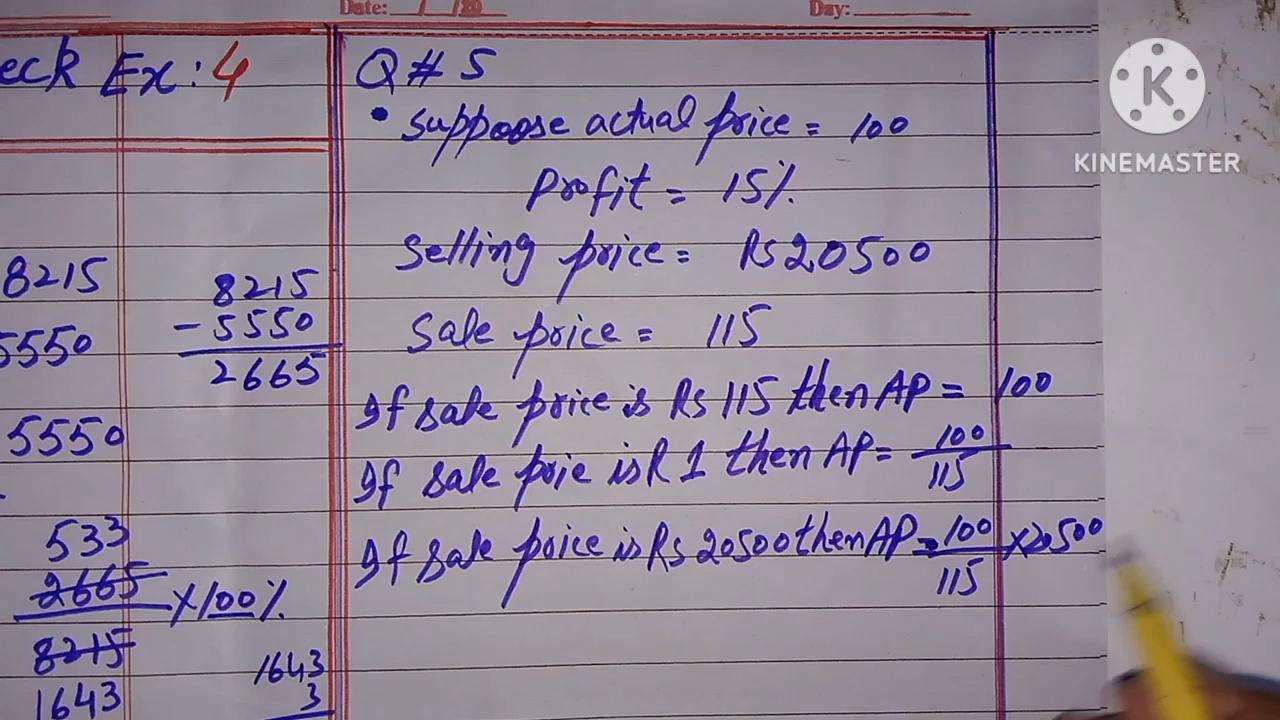 Date: / /20
Day:
eck Ex: 4
8215
5550
5550
8215
- 5550
2665
533
2665 ×100%
8215
1643
1643
3
Q # 5
• Suppoose actual price = 100
Profit = 15%
Selling price = Rs 20500
Sale price = 115
If sale price is Rs 115 then AP = 100
If sale prie is R 1 then AP = 100
115
If sale price is Rs 20500 then AP = 100 × 20500
115
K
KINEMASTER